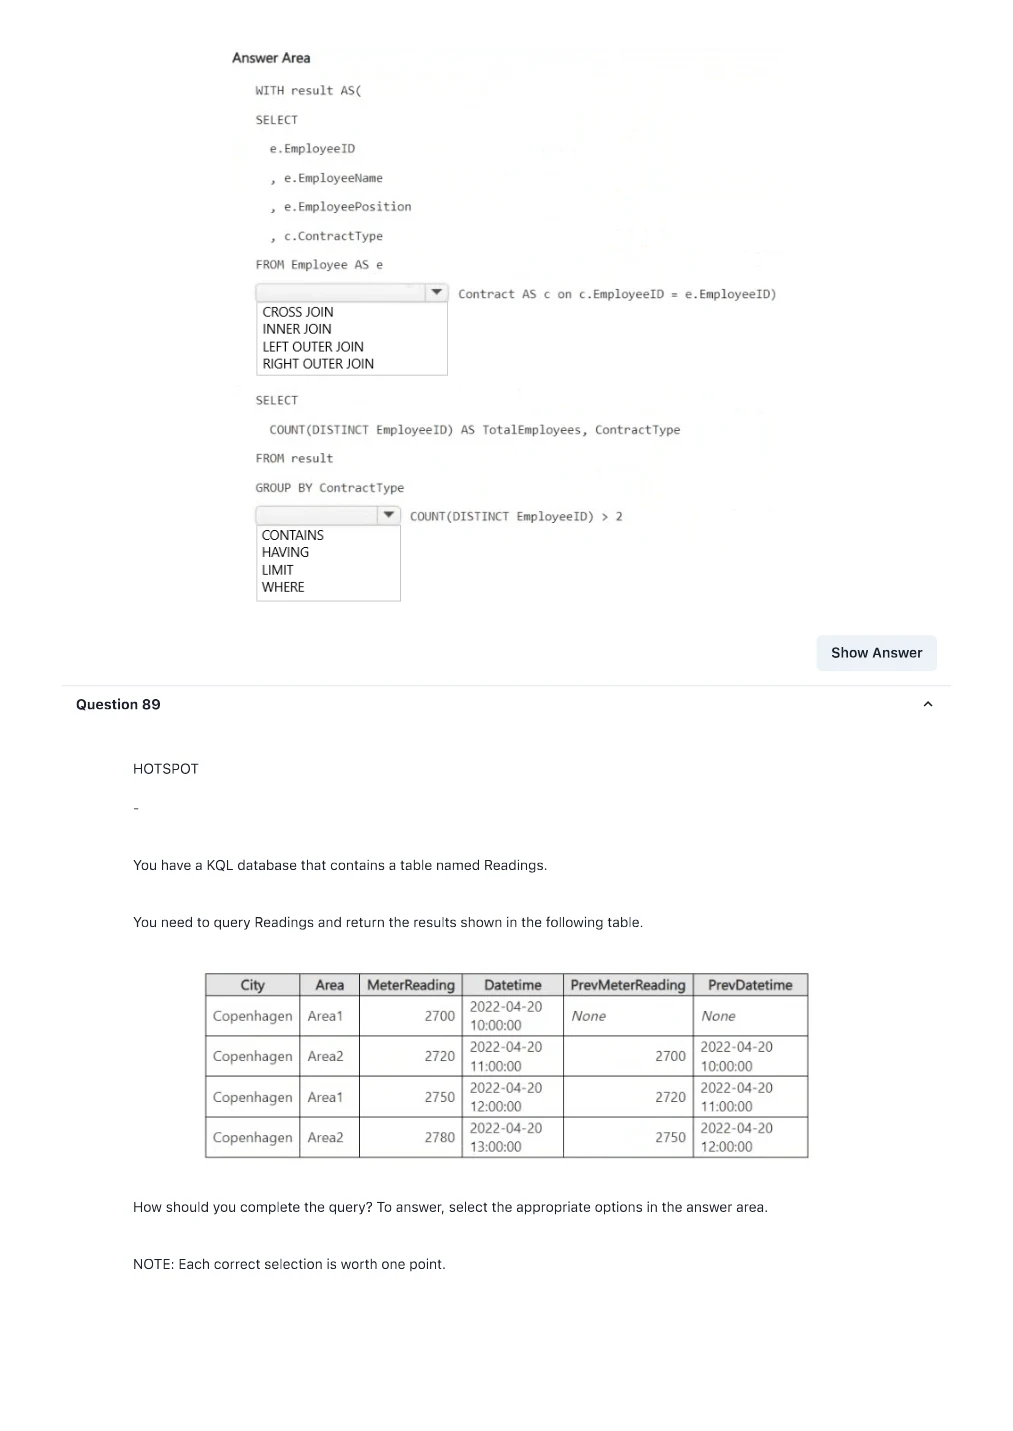 Answer Area
WITH result AS(
SELECT
e.EmployeeID
, e.EmployeeName
, e.EmployeePosition
, c.ContractType
FROM Employee AS e
Contract AS c on c.EmployeeID = e.EmployeeID)
CROSS JOIN
INNER JOIN
LEFT OUTER JOIN
RIGHT OUTER JOIN
SELECT
COUNT(DISTINCT EmployeeID) AS TotalEmployees, ContractType
FROM result
GROUP BY ContractType
COUNT(DISTINCT EmployeeID) > 2
CONTAINS
HAVING
LIMIT
WHERE
Show Answer
Question 89
HOTSPOT
-
You have a KQL database that contains a table named Readings.
You need to query Readings and return the results shown in the following table.
City Area MeterReading Datetime PrevMeterReading PrevDatetime
Copenhagen Area1 2700 2022-04-20 10:00:00 None None
Copenhagen Area2 2720 2022-04-20 11:00:00 2700 2022-04-20 10:00:00
Copenhagen Area1 2750 2022-04-20 12:00:00 2720 2022-04-20 11:00:00
Copenhagen Area2 2780 2022-04-20 13:00:00 2750 2022-04-20 12:00:00
How should you complete the query? To answer, select the appropriate options in the answer area.
NOTE: Each correct selection is worth one point.